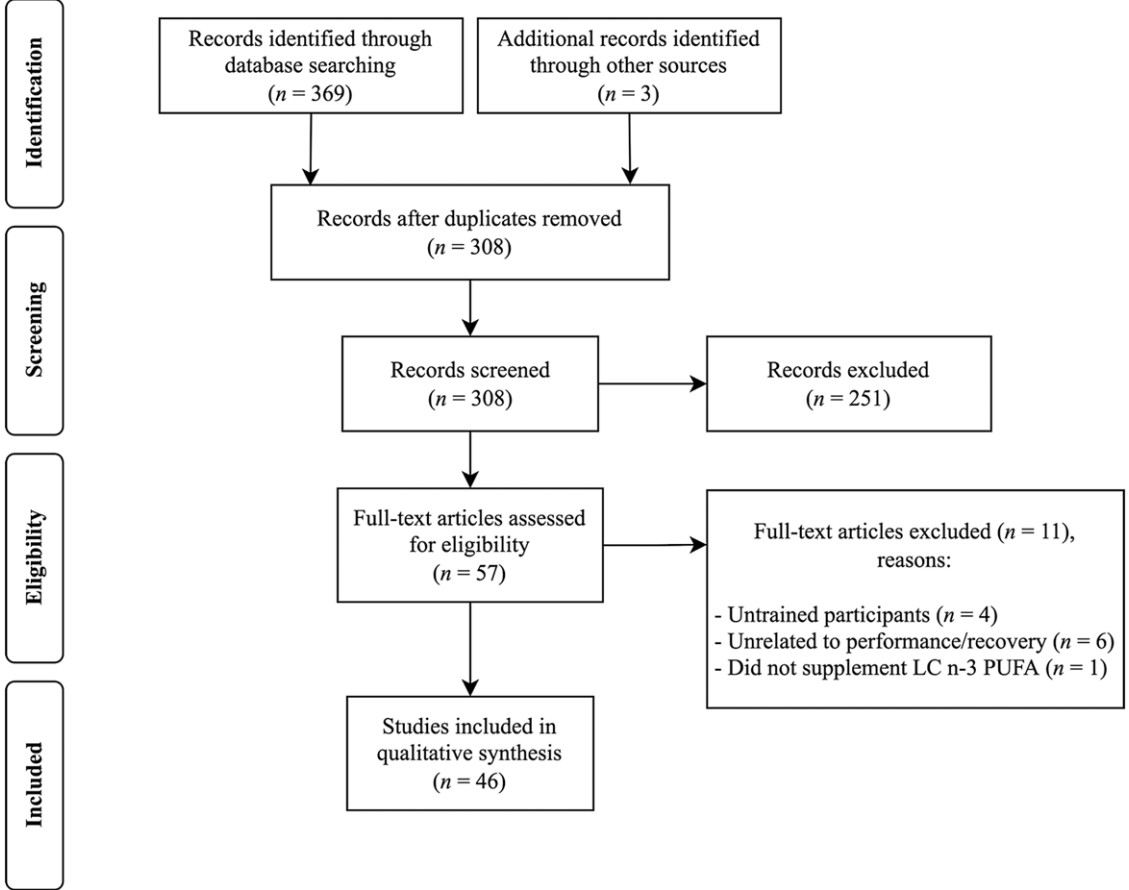 Identification
Records identified through
database searching
(n = 369)
Additional records identified
through other sources
(n = 3)
Records after duplicates removed
(n = 308)
Screening
Records screened
(n = 308)
Records excluded
(n = 251)
Eligibility
Full-text articles assessed
for eligibility
(n = 57)
Full-text articles excluded (n = 11),
reasons:
- Untrained participants (n = 4)
- Unrelated to performance/recovery (n = 6)
- Did not supplement LC n-3 PUFA (n = 1)
Included
Studies included in
qualitative synthesis
(n = 46)